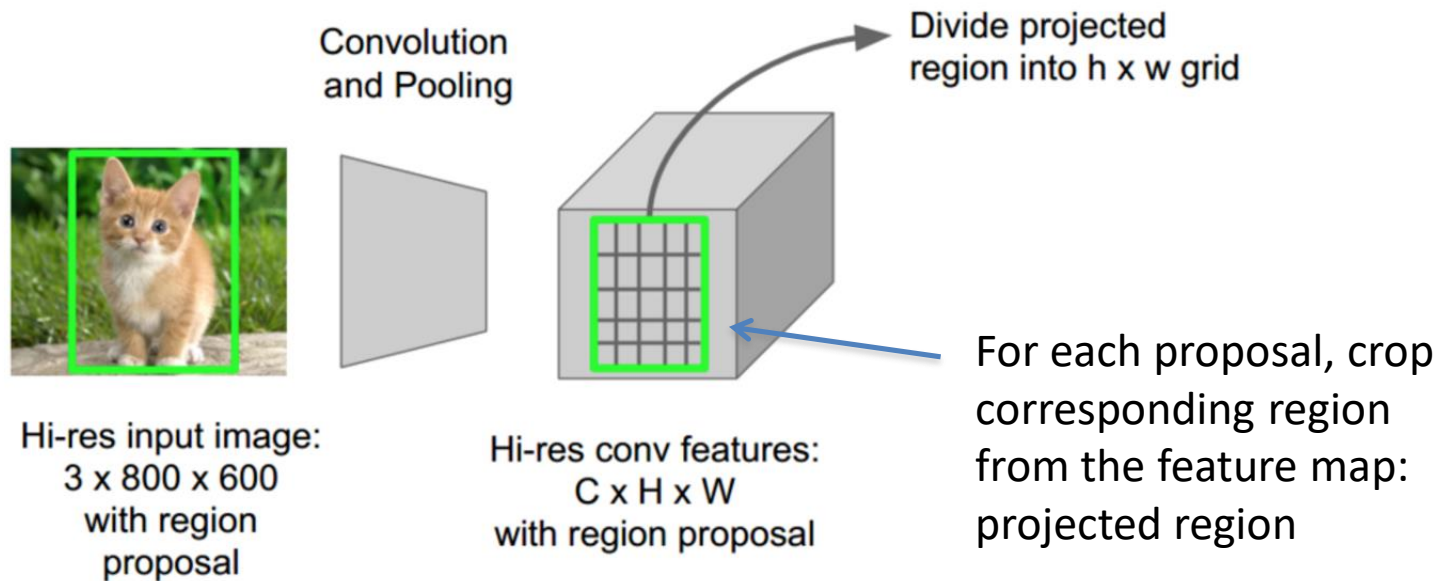 Convolution
and Pooling
Divide projected
region into h x w grid
Hi-res input image:
3 x 800 x 600
with region
proposal
Hi-res conv features:
C x H x W
with region proposal
For each proposal, crop
corresponding region
from the feature map:
projected region